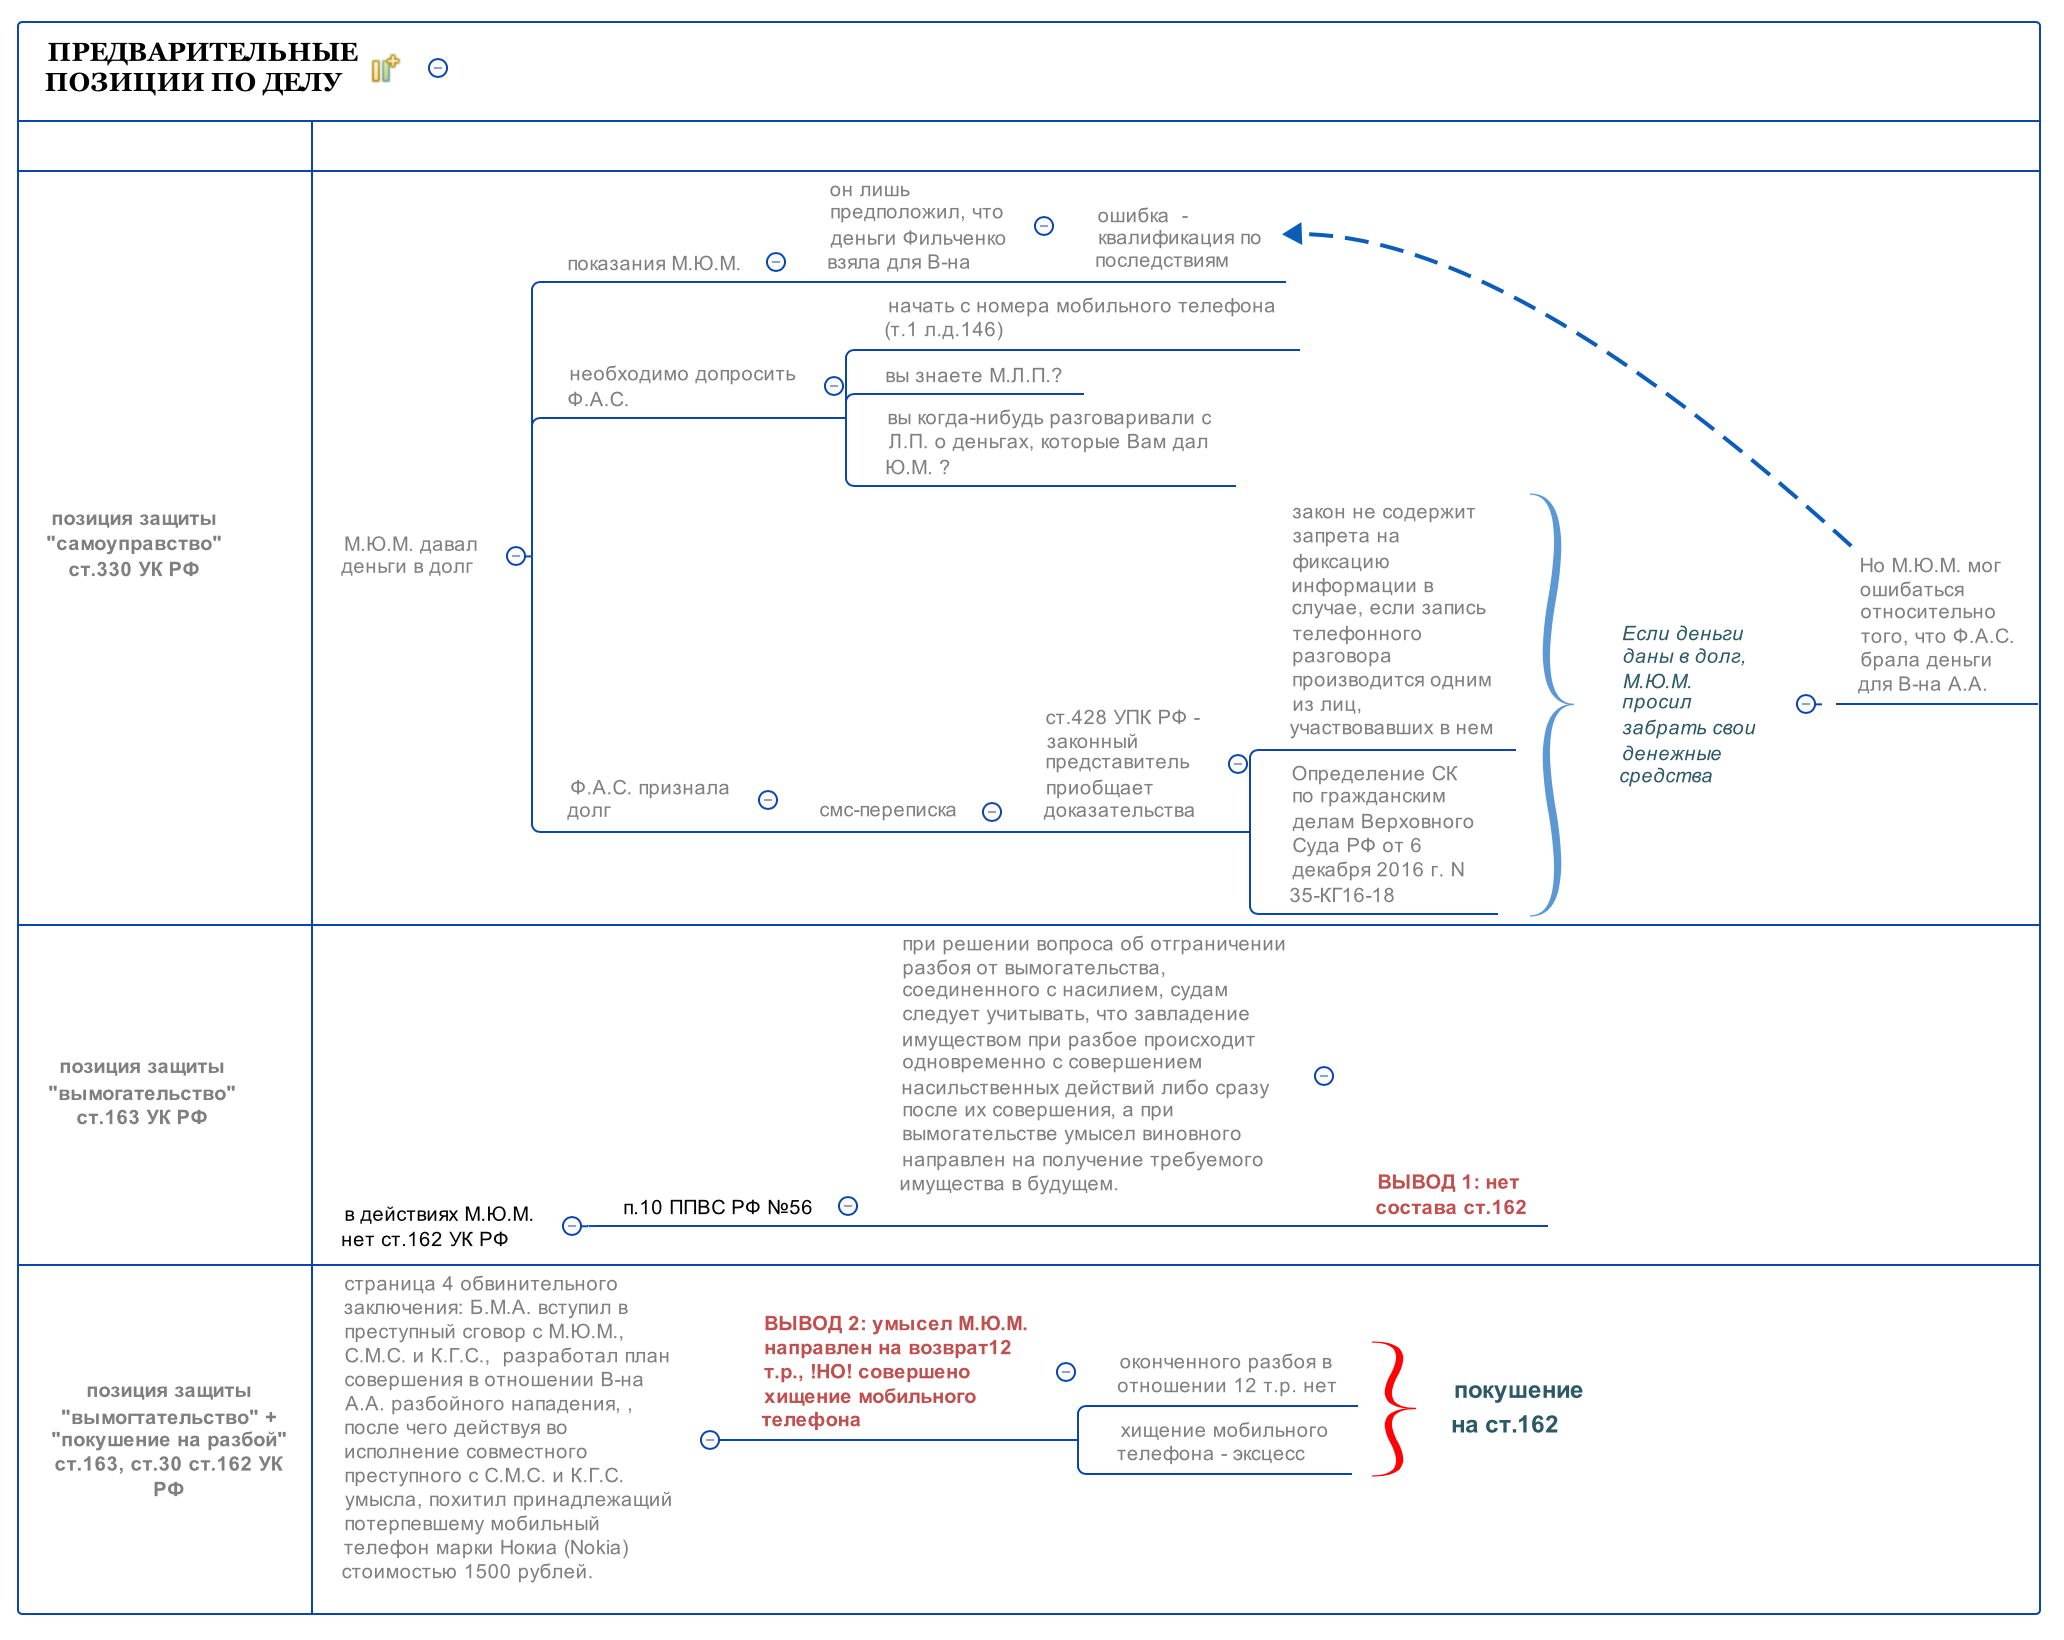 ПРЕДВАРИТЕЛЬНЫЕ
ПОЗИЦИИ ПО ДЕЛУ
позиция защиты
"самоуправство"
ст.330 УК РФ
М.Ю.М. давал
деньги в долг
показания М.Ю.М.
он лишь
предположил, что
деньги Фильченко
взяла для В-на
ошибка -
квалификация по
последствиям
необходимо допросить
Ф.А.С.
начать с номера мобильного телефона
(т.1 л.д.146)
вы знаете М.Л.П.?
вы когда-нибудь разговаривали с
Л.П. о деньгах, которые Вам дал
Ю.М. ?
Ф.А.С. признала
долг
смс-переписка
ст.428 УПК РФ -
законный
представитель
приобщает
доказательства
закон не содержит
запрета на
фиксацию
информации в
случае, если запись
телефонного
разговора
производится одним
из лиц,
участвовавших в нем
Определение СК
по гражданским
делам Верховного
Суда РФ от 6
декабря 2016 г. N
35-КГ16-18
Если деньги
даны в долг,
М.Ю.М.
просил
забрать свои
денежные
средства
Но М.Ю.М. мог
ошибаться
относительно
того, что Ф.А.С.
брала деньги
для В-на А.А.
позиция защиты
"вымогательство"
ст.163 УК РФ
в действиях М.Ю.М.
нет ст.162 УК РФ
п.10 ППВС РФ №56
при решении вопроса об отграничении
разбоя от вымогательства,
соединенного с насилием, судам
следует учитывать, что завладение
имуществом при разбое происходит
одновременно с совершением
насильственных действий либо сразу
после их совершения, а при
вымогательстве умысел виновного
направлен на получение требуемого
имущества в будущем.
ВЫВОД 1: нет
состава ст.162
позиция защиты
"вымогтательство" +
"покушение на разбой"
ст.163, ст.30 ст.162 УК
РФ
страница 4 обвинительного
заключения: Б.М.А. вступил в
преступный сговор с М.Ю.М.,
С.М.С. и К.Г.С., разработал план
совершения в отношении В-на
А.А. разбойного нападения, ,
после чего действуя во
исполнение совместного
преступного с С.М.С. и К.Г.С.
умысла, похитил принадлежащий
потерпевшему мобильный
телефон марки Нокиа (Nokia)
стоимостью 1500 рублей.
ВЫВОД 2: умысел М.Ю.М.
направлен на возврат12
т.р., !НО! совершено
хищение мобильного
телефона
оконченного разбоя в
отношении 12 т.р. нет
хищение мобильного
телефона - эксцесс
покушение
на ст.162